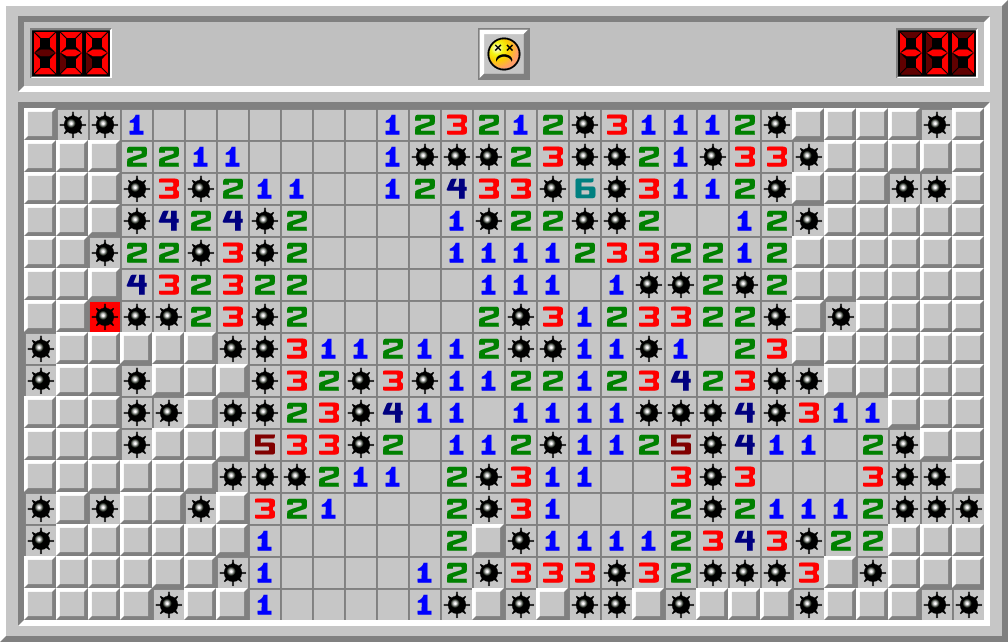 1 1 2 3 2 1 2 3 1 1 1 2
2 2 1 1 1 2 3 2 1 3 3
3 2 1 1 1 2 4 3 3 6 3 1 1 2
4 2 4 2 1 2 2 2 1 2
2 2 3 2 1 1 1 1 2 3 3 2 2 1 2
4 3 2 3 2 2 1 1 1 1 2 2
2 3 2 2 3 1 2 3 3 2 2
3 1 1 2 1 1 2 1 1 1 2 3
3 2 3 1 1 2 2 1 2 3 4 2 3
2 3 4 1 1 1 1 1 1 4 3 1 1
5 3 3 2 1 1 2 1 1 2 5 4 1 1 2
2 1 1 2 3 1 1 3 3 3
3 2 1 2 3 1 2 2 1 1 1 2
1 2 1 1 1 1 2 3 4 3 2 2
1 1 2 3 3 3 3 2 3
1 1